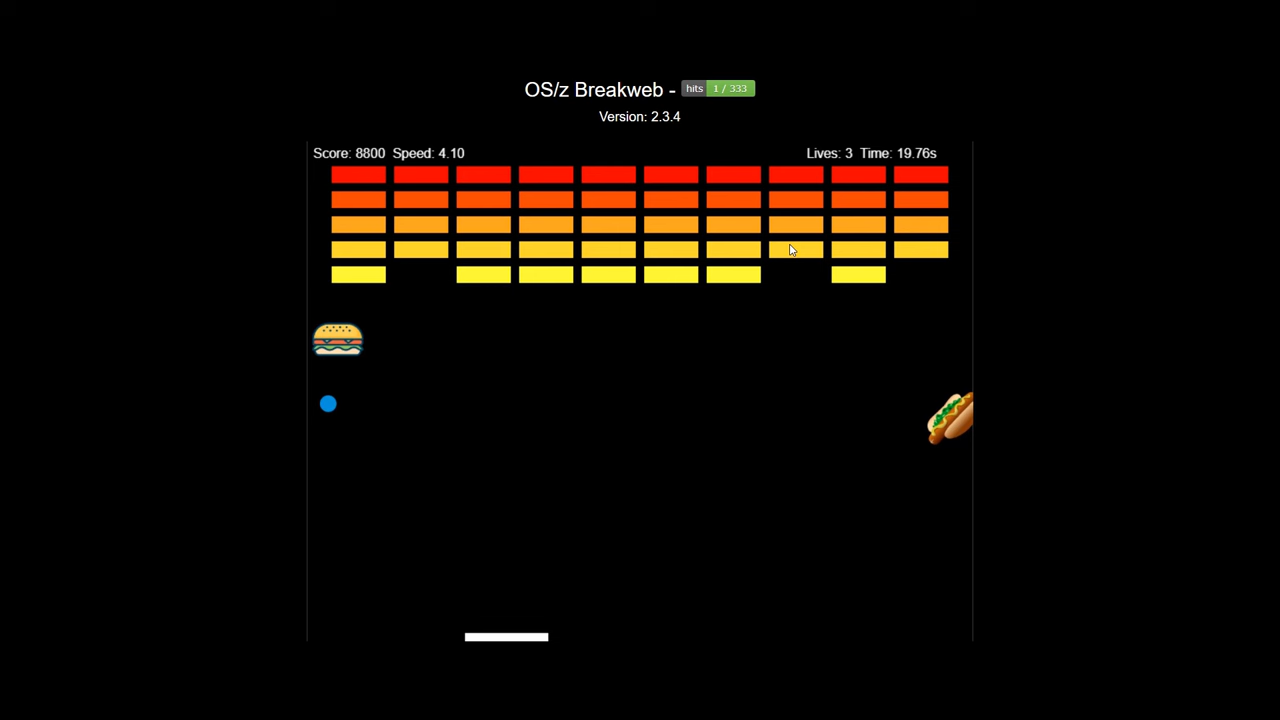 OS/z Breakweb - hits 1 / 333
Version: 2.3.4
Score: 8800 Speed: 4.10 Lives: 3 Time: 19.76s